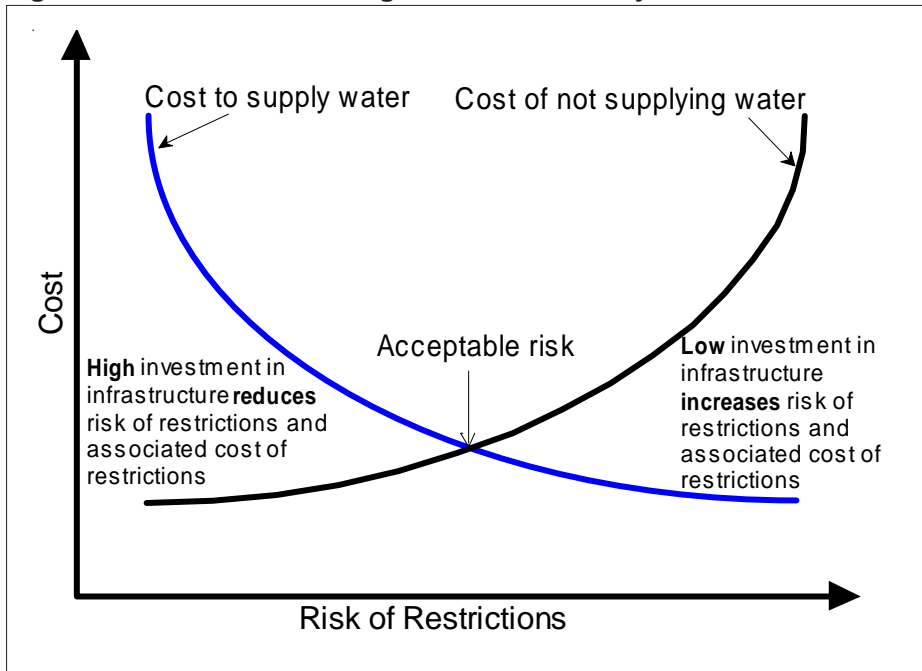 Cost to supply water
Cost of not supplying water
Cost
Acceptable risk
High investment in
infrastructure reduces
risk of restrictions and
associated cost of
restrictions
Low investment in
infrastructure
increases risk of
restrictions and
associated cost of
restrictions
Risk of Restrictions